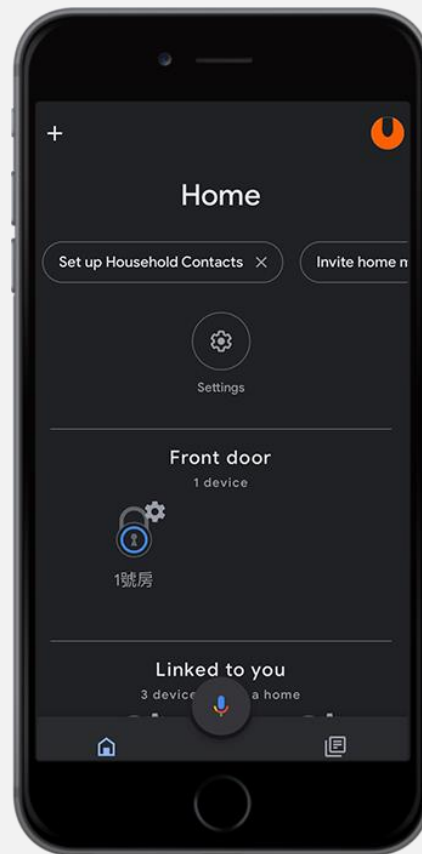 Home
Set up Household Contacts
Invite home
Settings
Front door
1 device
1號房
Linked to you
3 device a home